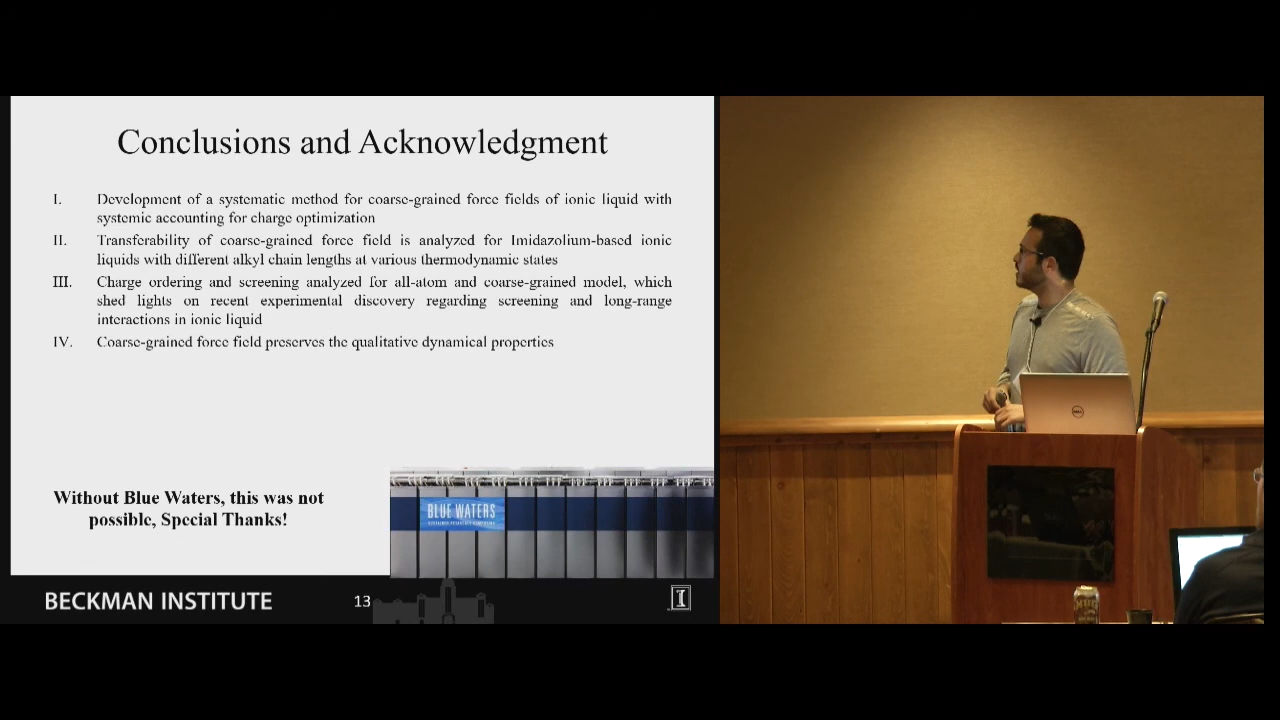 Conclusions and Acknowledgment
I. Development of a systematic method for coarse-grained force fields of ionic liquid with
systemic accounting for charge optimization
II. Transferability of coarse-grained force field is analyzed for Imidazolium-based ionic
liquids with different alkyl chain lengths at various thermodynamic states
III. Charge ordering and screening analyzed for all-atom and coarse-grained model, which
shed lights on recent experimental discovery regarding screening and long-range
interactions in ionic liquid
IV. Coarse-grained force field preserves the qualitative dynamical properties
Without Blue Waters, this was not
possible, Special Thanks!
BLUE WATERS
BECKMAN INSTITUTE
13
I
DELL